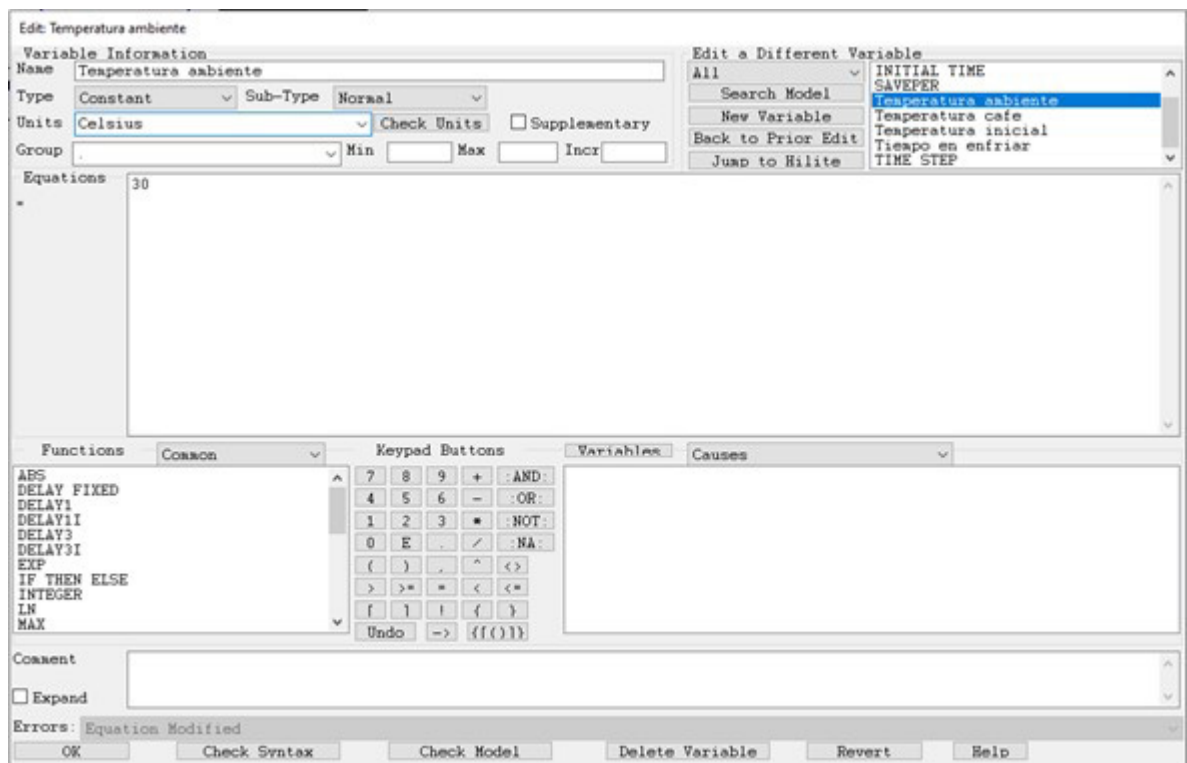 Edit: Temperatura ambiente
Variable Information
Name Temperatura ambiente
Type Constant Sub-Type Normal
Units Celsius Check Units Supplementary
Group . Min Max Incr
Edit a Different Variable
All
Search Model
New Variable
Back to Prior Edit
Jump to Hilite
INITIAL TIME
SAVEPER
Temperatura ambiente
Temperatura cafe
Temperatura inicial
Tiempo en enfriar
TIME STEP
Equations
=
30
Functions Common
ABS
DELAY FIXED
DELAY1
DELAY1I
DELAY3
DELAY3I
EXP
IF THEN ELSE
INTEGER
LN
MAX
Keypad Buttons
7 8 9 + :AND:
4 5 6 - :OR:
1 2 3 * :NOT:
0 E . / :NA:
( ) , ^ <>
> >= = < <=
[ ] ! { }
Undo -> {[()]}
Variables Causes
Comment
Expand
Errors: Equation Modified
OK Check Syntax Check Model Delete Variable Revert Help